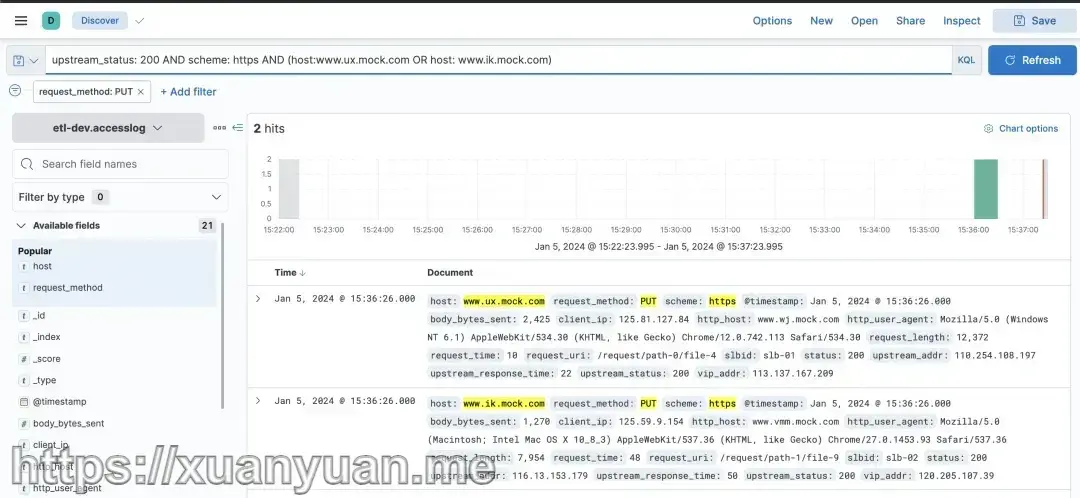 D Discover Options New Open Share Inspect Save
upstream_status: 200 AND scheme: https AND (host:www.ux.mock.com OR host: www.ik.mock.com) KQL Refresh
request_method: PUT × + Add filter
etl-dev.accesslog
2 hits
Chart options
Search field names
Filter by type 0
Available fields 21
Popular
t host
t request_method
t _id
t _index
# _score
t _type
@timestamp
# body_bytes_sent
t client_ip
t http_host
t http_user_agent
2
1.5
1
0.5
0
15:22:00 15:23:00 15:24:00 15:25:00 15:26:00 15:27:00 15:28:00 15:29:00 15:30:00 15:31:00 15:32:00 15:33:00 15:34:00 15:35:00 15:36:00 15:37:00
Jan 5, 2024 @ 15:22:23.995 - Jan 5, 2024 @ 15:37:23.995
Time ↓ Document
Jan 5, 2024 @ 15:36:26.000 host: www.ux.mock.com request_method: PUT scheme: https @timestamp: Jan 5, 2024 @ 15:36:26.000
body_bytes_sent: 2,425 client_ip: 125.81.127.84 http_host: www.wj.mock.com http_user_agent: Mozilla/5.0 (Windows
NT 6.1) AppleWebKit/534.30 (KHTML, like Gecko) Chrome/12.0.742.113 Safari/534.30 request_length: 12,372
request_time: 10 request_uri: /request/path-0/file-4 slbid: slb-01 status: 200 upstream_addr: 110.254.108.197
upstream_response_time: 22 upstream_status: 200 vip_addr: 113.137.167.209
Jan 5, 2024 @ 15:36:26.000 host: www.ik.mock.com request_method: PUT scheme: https @timestamp: Jan 5, 2024 @ 15:36:26.000
body_bytes_sent: 1,270 client_ip: 125.59.9.154 http_host: www.vmm.mock.com http_user_agent: Mozilla/5.0
(Macintosh; Intel Mac OS X 10_8_3) AppleWebKit/537.36 (KHTML, like Gecko) Chrome/27.0.1453.93 Safari/537.36
request_length: 7,954 request_time: 48 request_uri: /request/path-1/file-9 slbid: slb-02 status: 200
upstream_addr: 116.13.153.179 upstream_response_time: 50 upstream_status: 200 vip_addr: 120.205.107.39
https://xuanyuan.me